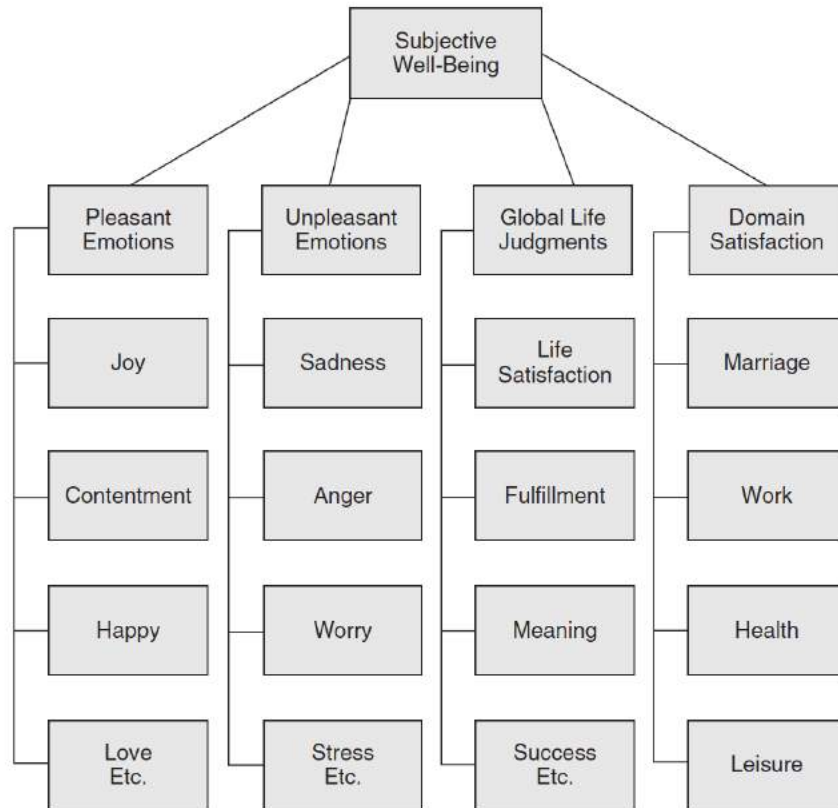 Subjective
Well-Being
Pleasant
Emotions
Unpleasant
Emotions
Global Life
Judgments
Domain
Satisfaction
Joy
Sadness
Life
Satisfaction
Marriage
Contentment
Anger
Fulfillment
Work
Happy
Worry
Meaning
Health
Love
Etc.
Stress
Etc.
Success
Etc.
Leisure